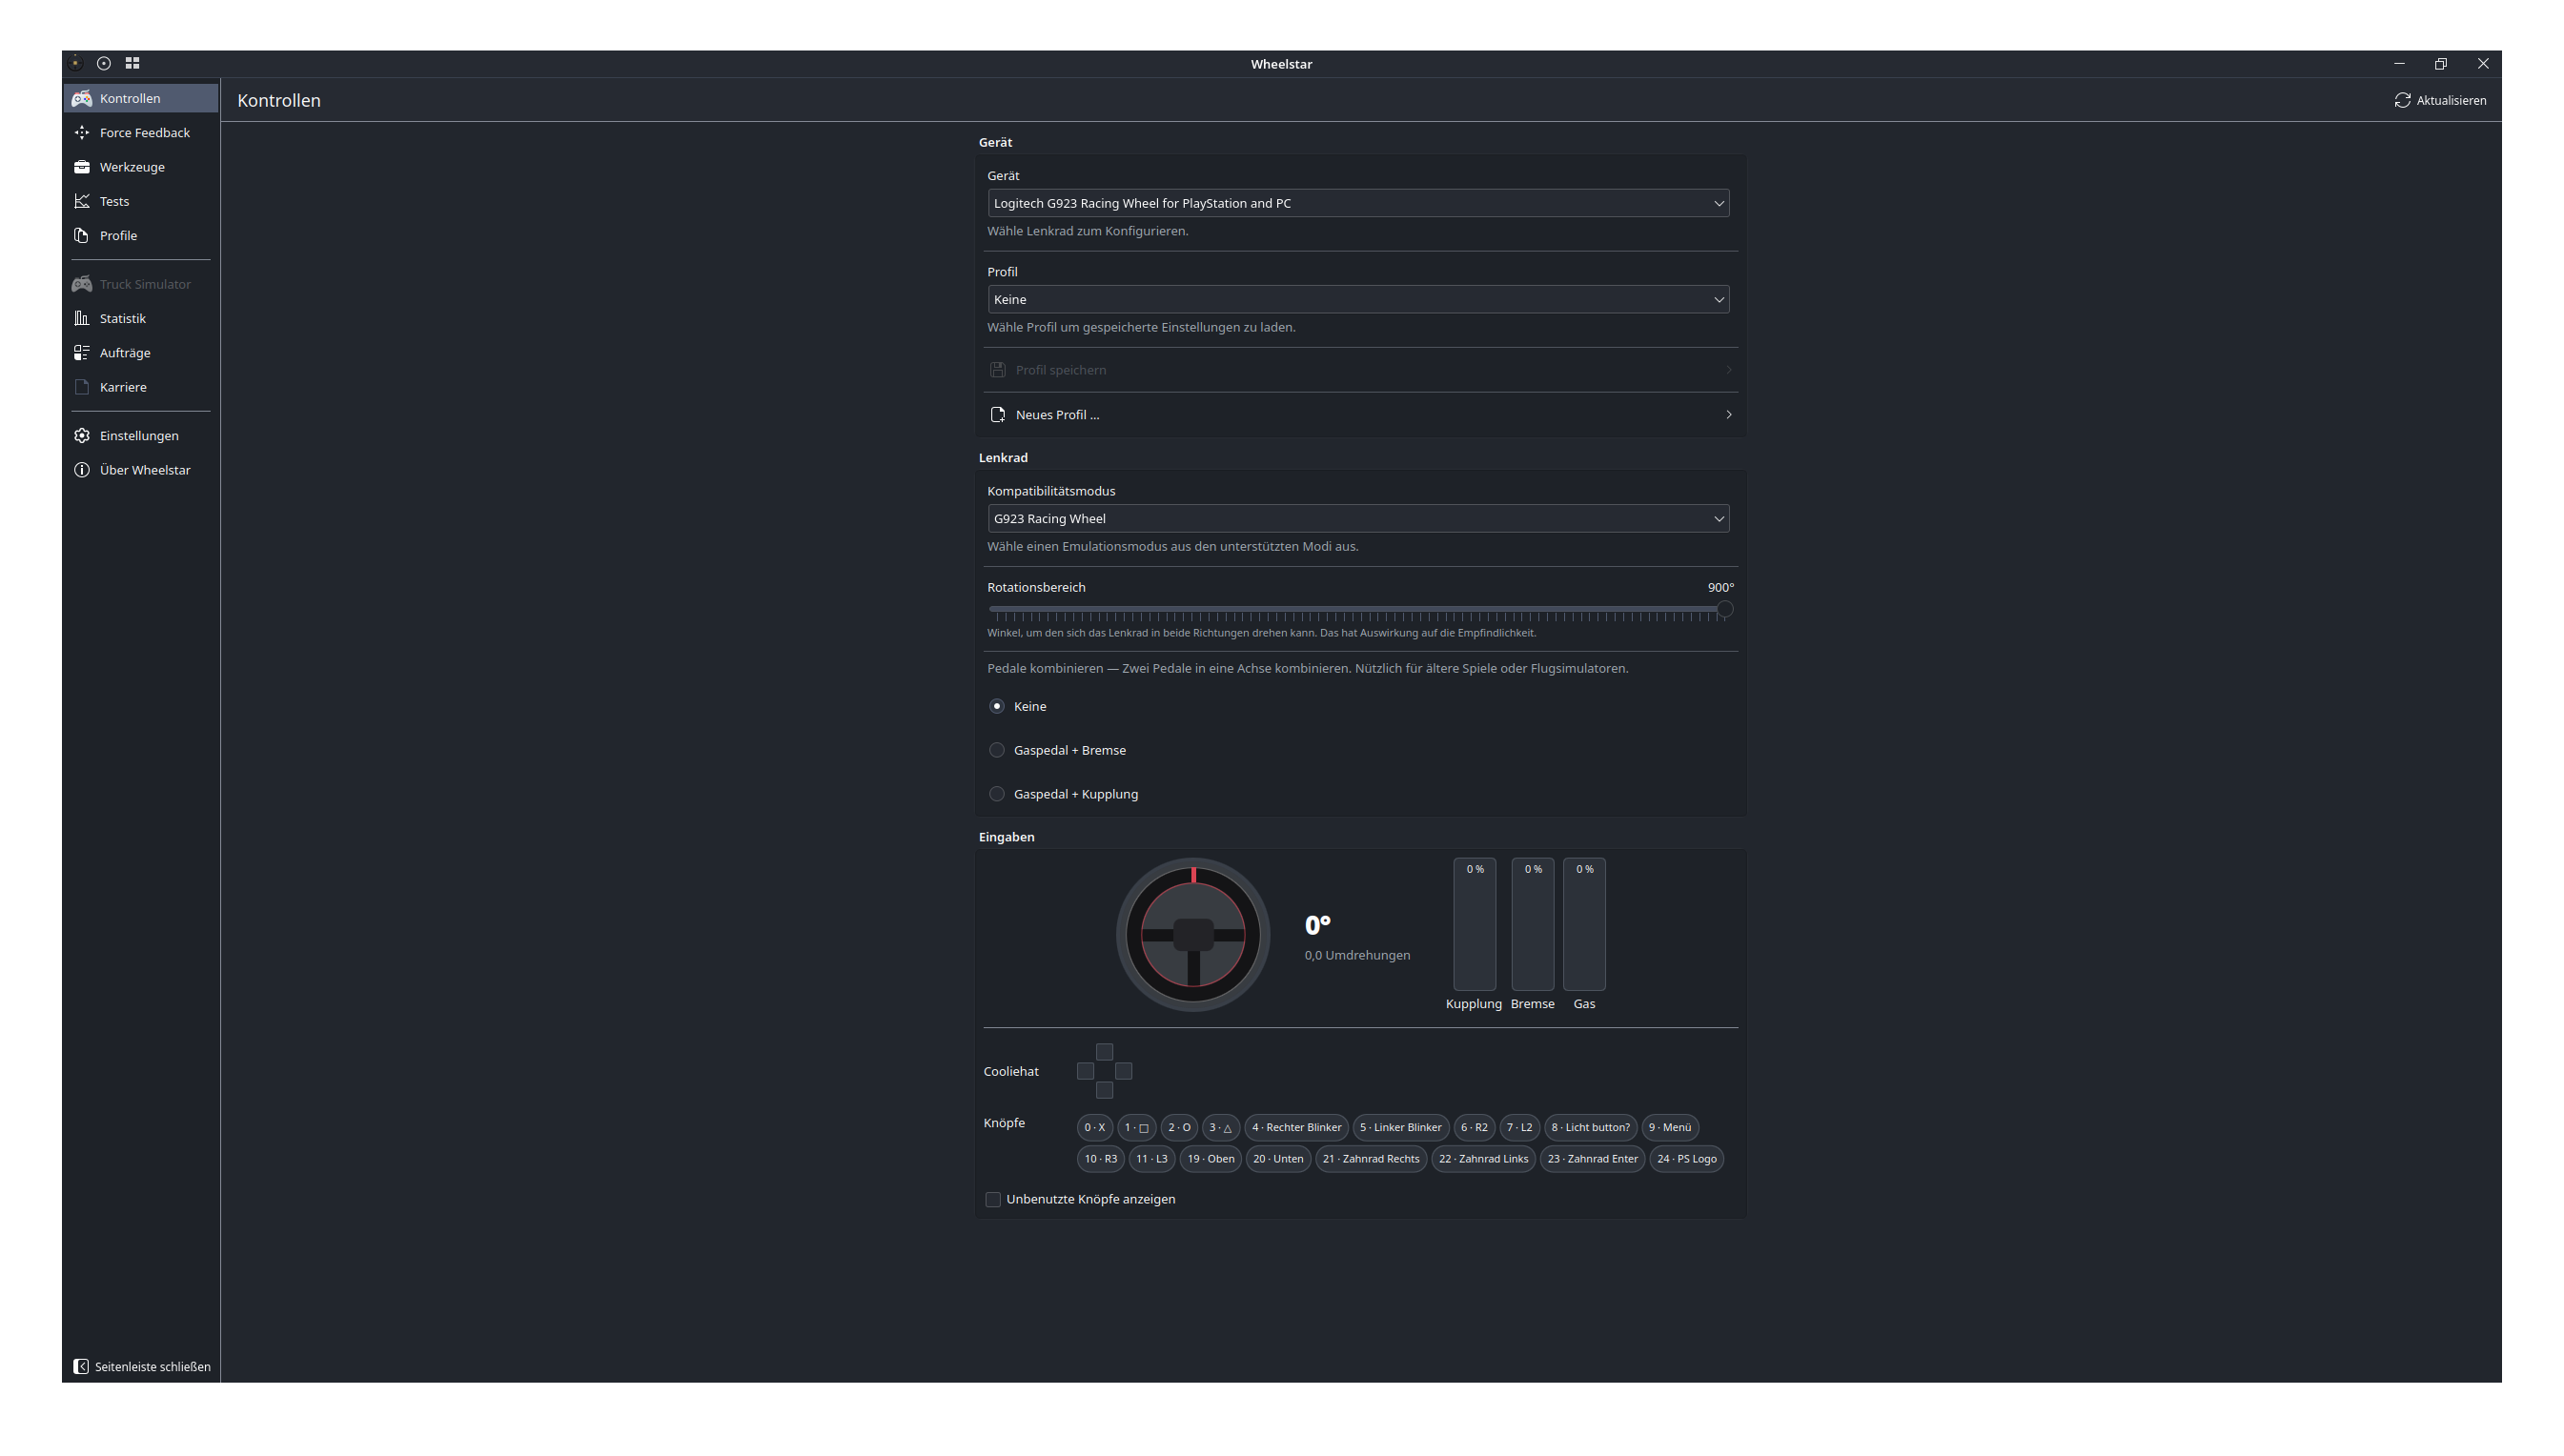 Wheelstar
Kontrollen
Force Feedback
Werkzeuge
Tests
Profile
Truck Simulator
Statistik
Aufträge
Karriere
Einstellungen
Über Wheelstar
Seitenleiste schließen
Kontrollen
Aktualisieren
Gerät
Gerät
Logitech G923 Racing Wheel for PlayStation and PC
Wähle Lenkrad zum Konfigurieren.
Profil
Keine
Wähle Profil um gespeicherte Einstellungen zu laden.
Profil speichern
Neues Profil ...
Lenkrad
Kompatibilitätsmodus
G923 Racing Wheel
Wähle einen Emulationsmodus aus den unterstützten Modi aus.
Rotationsbereich 900°
Winkel, um den sich das Lenkrad in beide Richtungen drehen kann. Das hat Auswirkung auf die Empfindlichkeit.
Pedale kombinieren — Zwei Pedale in eine Achse kombinieren. Nützlich für ältere Spiele oder Flugsimulatoren.
Keine
Gaspedal + Bremse
Gaspedal + Kupplung
Eingaben
0°
0,0 Umdrehungen
0 % 0 % 0 %
Kupplung Bremse Gas
Cooliehat
Knöpfe
0 · X 1 · □ 2 · O 3 · △ 4 · Rechter Blinker 5 · Linker Blinker 6 · R2 7 · L2 8 · Licht button? 9 · Menü
10 · R3 11 · L3 19 · Oben 20 · Unten 21 · Zahnrad Rechts 22 · Zahnrad Links 23 · Zahnrad Enter 24 · PS Logo
Unbenutzte Knöpfe anzeigen